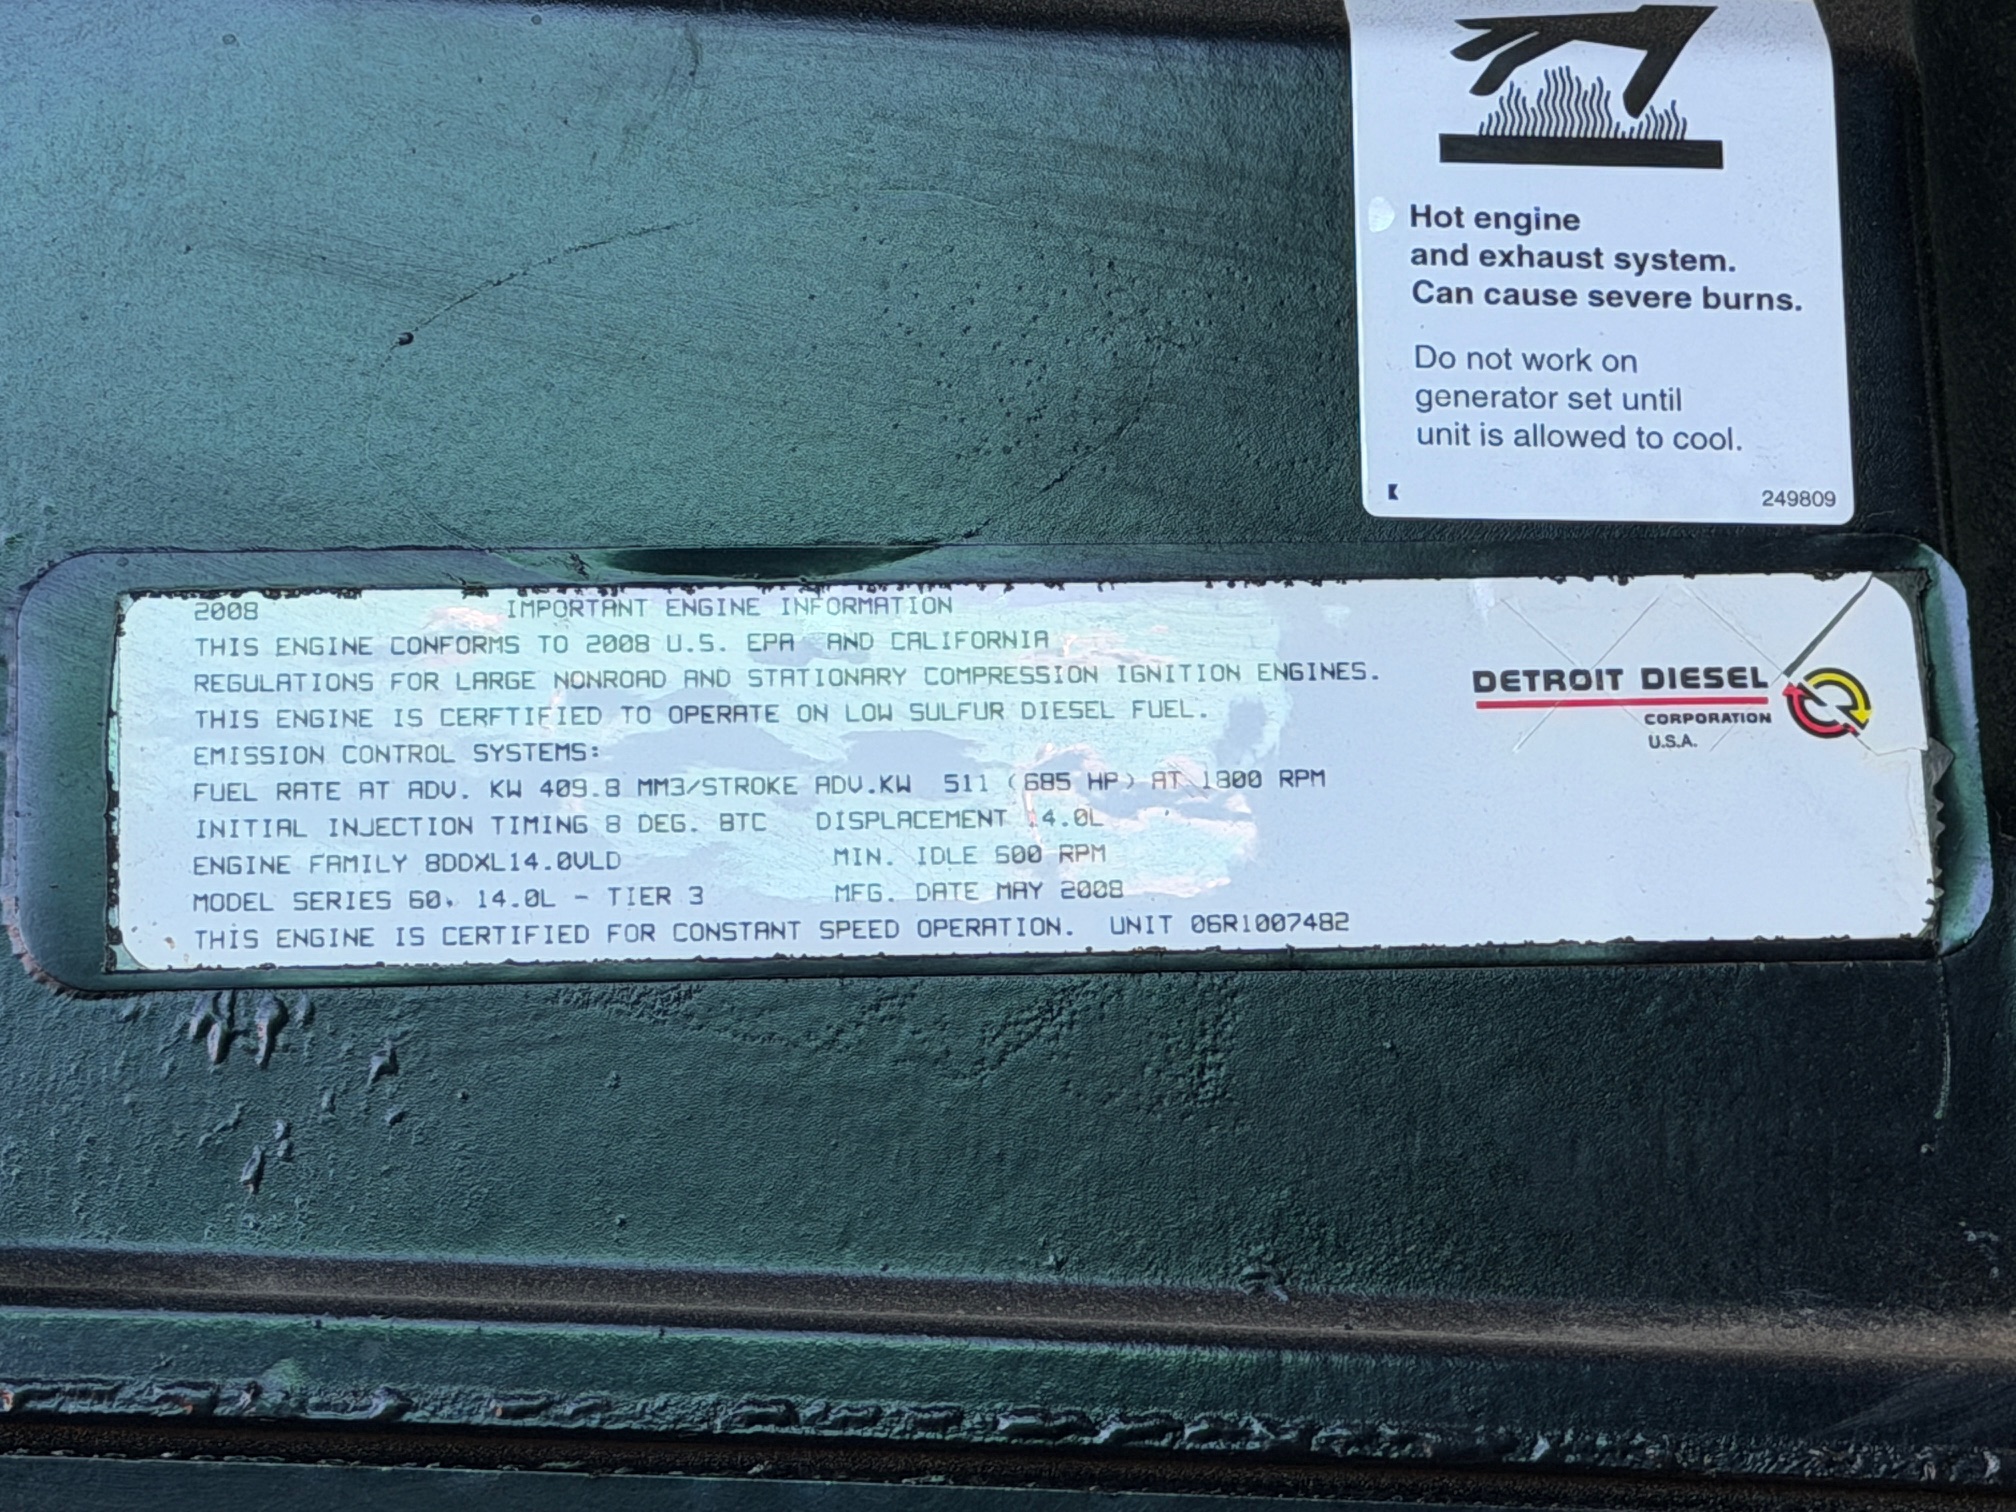 Hot engine
and exhaust system.
Can cause severe burns.
Do not work on
generator set until
unit is allowed to cool.
K 249809
2008 IMPORTANT ENGINE INFORMATION
THIS ENGINE CONFORMS TO 2008 U.S. EPA AND CALIFORNIA
REGULATIONS FOR LARGE NONROAD AND STATIONARY COMPRESSION IGNITION ENGINES.
THIS ENGINE IS CERFTIFIED TO OPERATE ON LOW SULFUR DIESEL FUEL.
EMISSION CONTROL SYSTEMS:
FUEL RATE AT ADV. KW 409.8 MM3/STROKE ADV.KW 511 (685 HP) AT 1800 RPM
INITIAL INJECTION TIMING 8 DEG. BTC DISPLACEMENT 14.0L
ENGINE FAMILY 8DDXL14.0VLD MIN. IDLE 600 RPM
MODEL SERIES 60, 14.0L - TIER 3 MFG. DATE MAY 2008
THIS ENGINE IS CERTIFIED FOR CONSTANT SPEED OPERATION. UNIT 06R1007482
DETROIT DIESEL
CORPORATION
U.S.A.